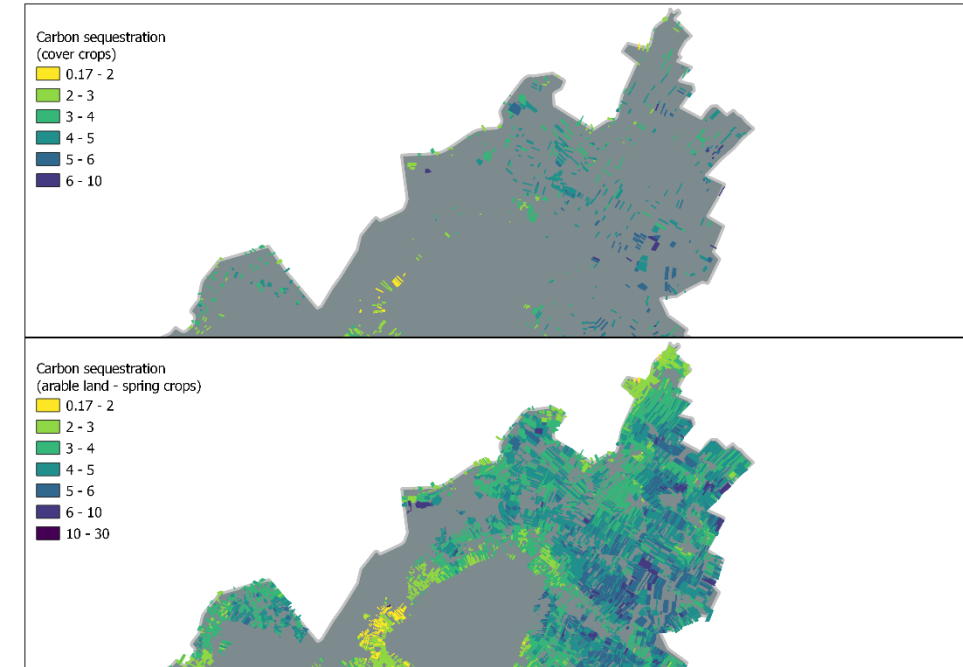 Carbon sequestration
(cover crops)
0.17 - 2
2 - 3
3 - 4
4 - 5
5 - 6
6 - 10
Carbon sequestration
(arable land - spring crops)
0.17 - 2
2 - 3
3 - 4
4 - 5
5 - 6
6 - 10
10 - 30